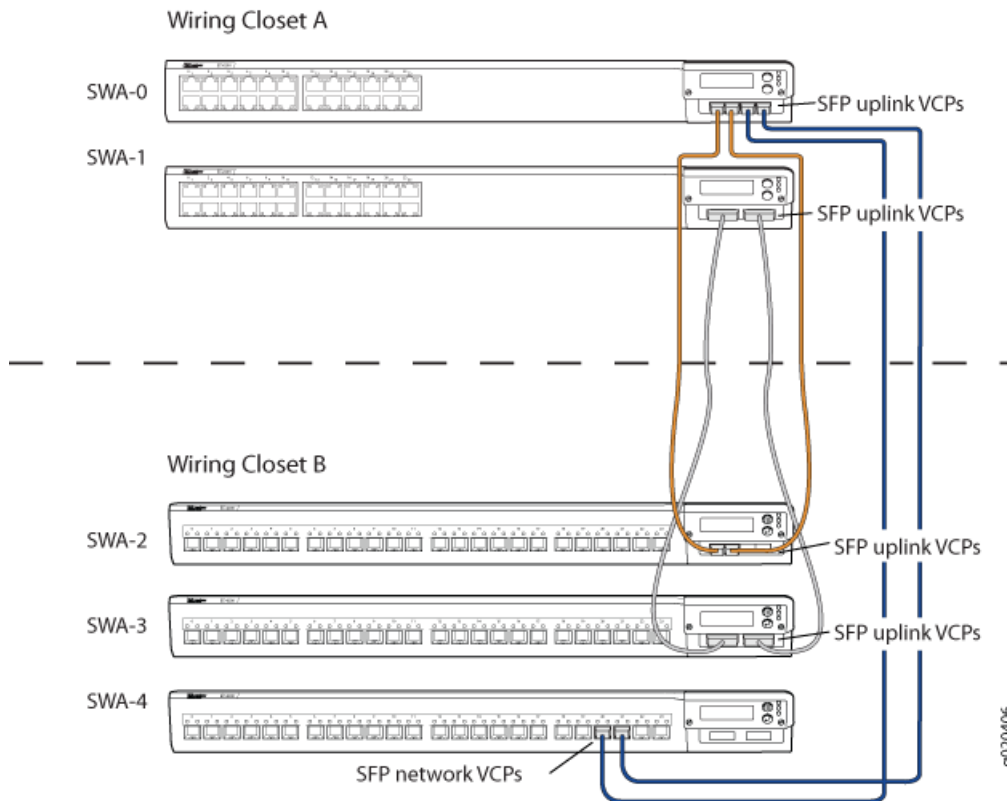 Wiring Closet A
SWA-0
SFP uplink VCPs
SWA-1
SFP uplink VCPs
Wiring Closet B
SWA-2
SFP uplink VCPs
SWA-3
SFP uplink VCPs
SWA-4
SFP network VCPs
g020406